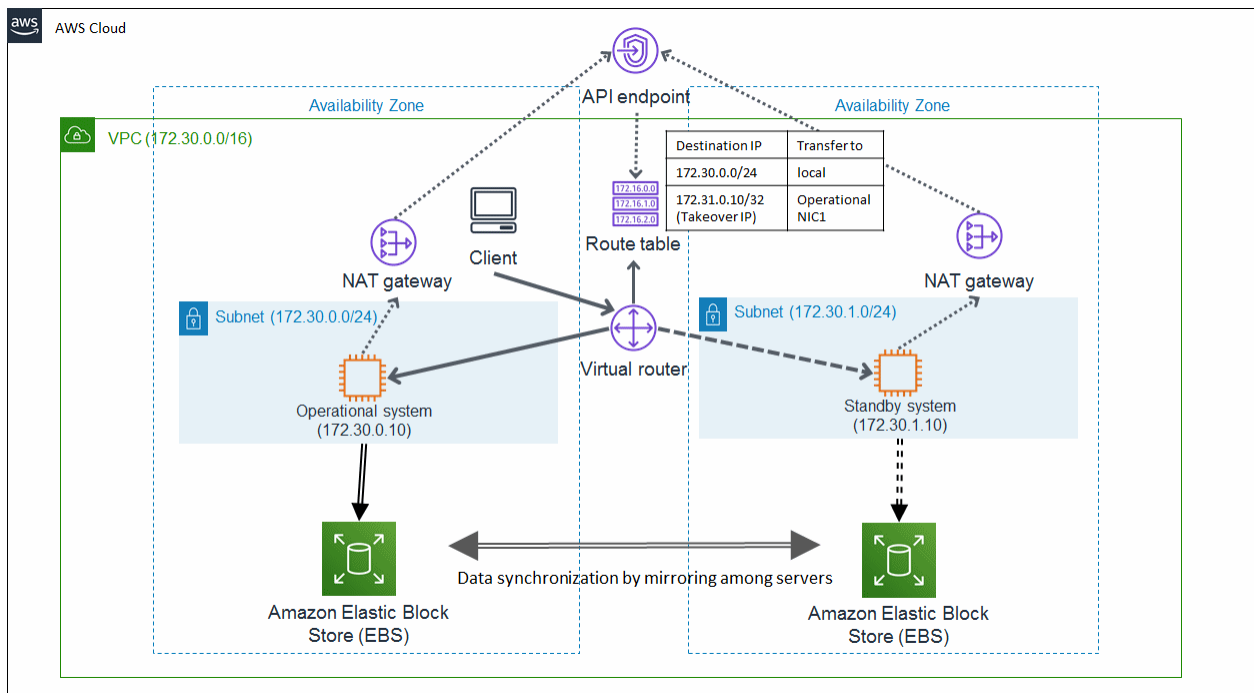 aws
AWS Cloud
API endpoint
Availability Zone
Availability Zone
VPC (172.30.0.0/16)
Destination IP
Transfer to
172.30.0.0/24
local
172.31.0.10/32
(Takeover IP)
Operational
NIC1
172.16.0.0
172.16.1.0
172.16.2.0
Route table
Client
NAT gateway
NAT gateway
Subnet (172.30.0.0/24)
Subnet (172.30.1.0/24)
Virtual router
Operational system
(172.30.0.10)
Standby system
(172.30.1.10)
Data synchronization by mirroring among servers
Amazon Elastic Block
Store (EBS)
Amazon Elastic Block
Store (EBS)